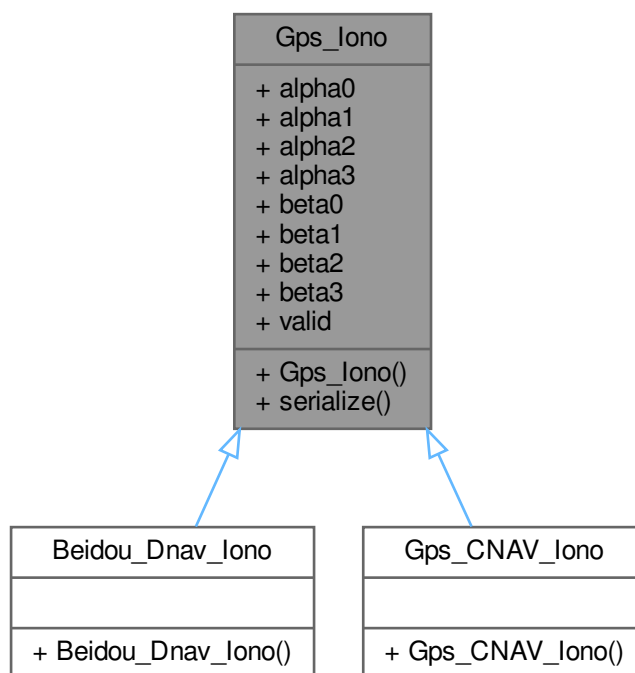 Gps_Iono
+ alpha0
+ alpha1
+ alpha2
+ alpha3
+ beta0
+ beta1
+ beta2
+ beta3
+ valid
+ Gps_Iono()
+ serialize()
Beidou_Dnav_Iono
+ Beidou_Dnav_Iono()
Gps_CNAV_Iono
+ Gps_CNAV_Iono()